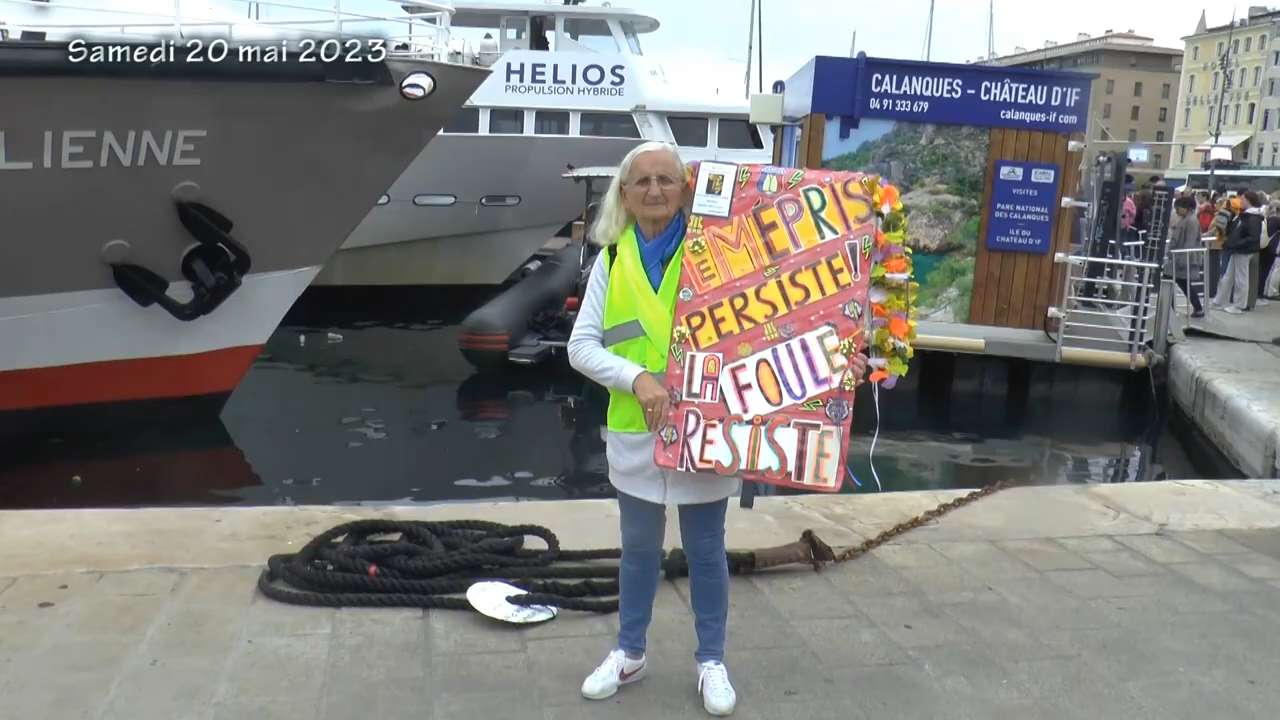 Samedi 20 mai 2023
LIENNE
HELIOS
PROPULSION HYBRIDE
CALANQUES – CHÂTEAU D'IF
04 91 333 679
calanques-if.com
VISITES
PARC NATIONAL
DES CALANQUES
ILE DU
CHATEAU D'IF
LE MÉPRIS
PERSISTE!
LA FOULE
RESISTE